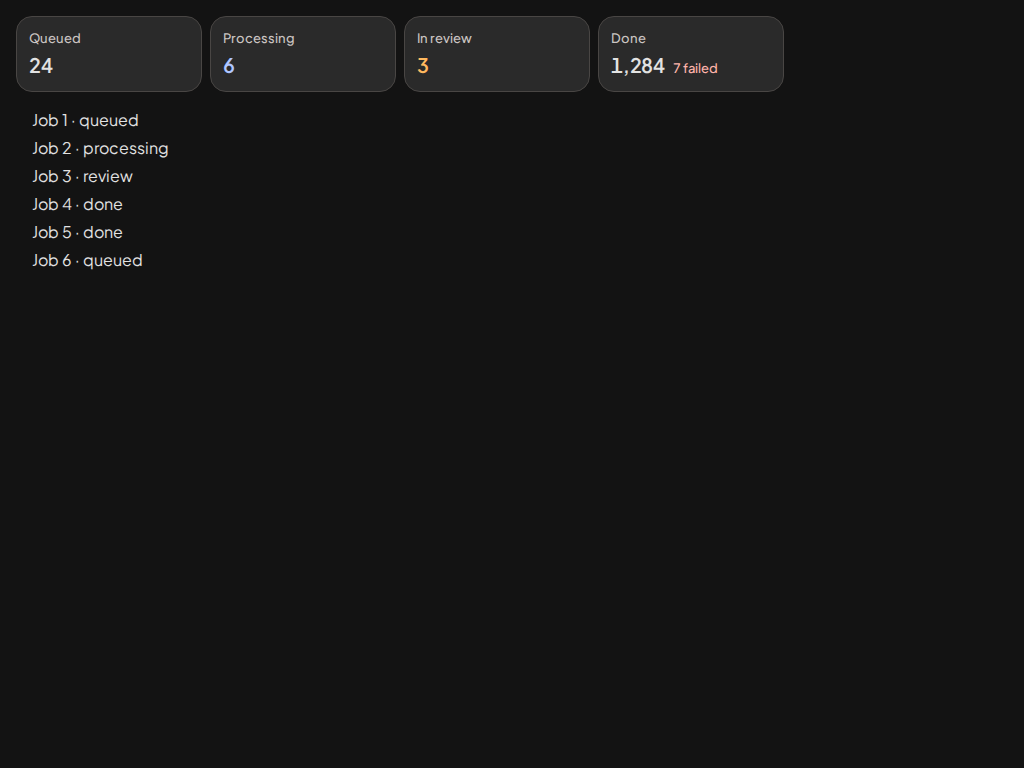 Queued
24
Processing
6
In review
3
Done
1,284 7 failed
Job 1 · queued
Job 2 · processing
Job 3 · review
Job 4 · done
Job 5 · done
Job 6 · queued